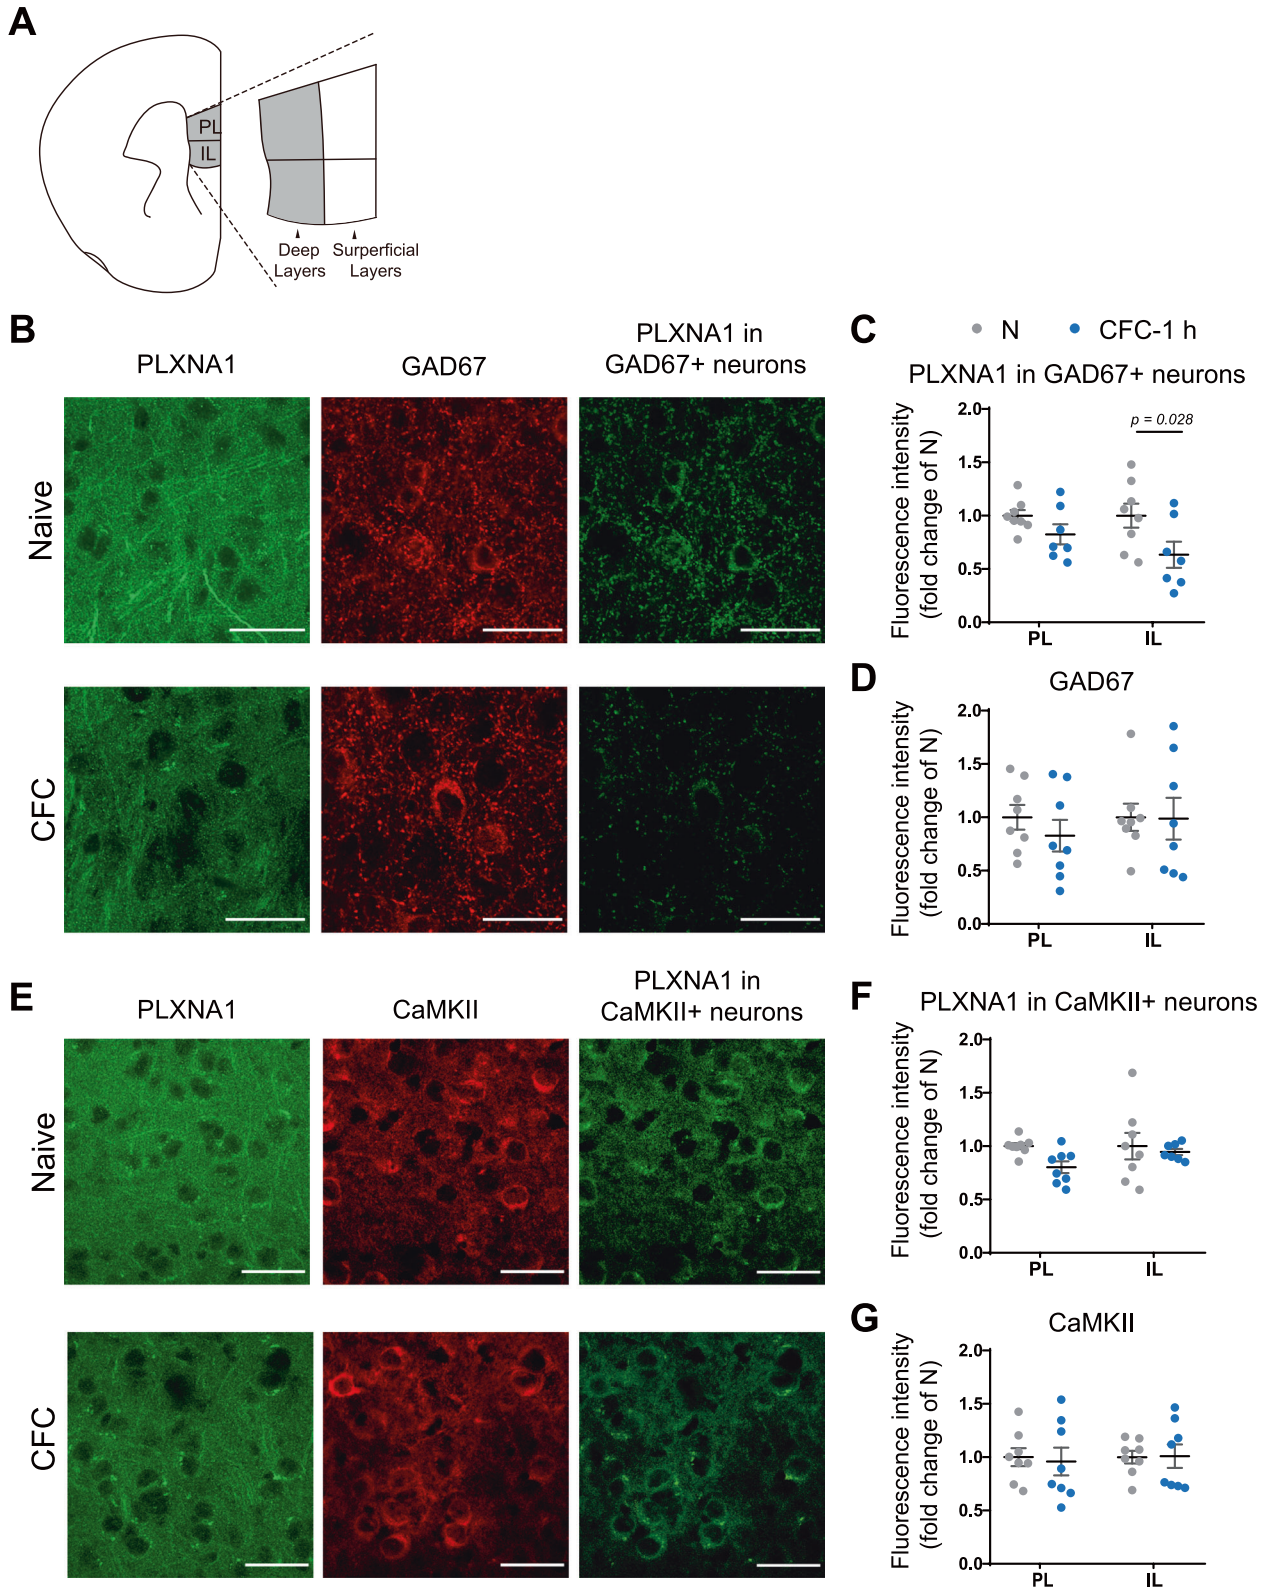 A
PL
IL
Deep
Layers
Surperficial
Layers
B
PLXNA1
GAD67
PLXNA1 in
GAD67+ neurons
Naive
CFC
C
N
CFC-1 h
PLXNA1 in GAD67+ neurons
Fluorescence intensity
(fold change of N)
2.0
1.5
1.0
0.5
0.0
p = 0.028
PL
IL
D
GAD67
Fluorescence intensity
(fold change of N)
2.0
1.5
1.0
0.5
0.0
PL
IL
E
PLXNA1
CaMKII
PLXNA1 in
CaMKII+ neurons
Naive
CFC
F
PLXNA1 in CaMKII+ neurons
Fluorescence intensity
(fold change of N)
2.0
1.5
1.0
0.5
0.0
PL
IL
G
CaMKII
Fluorescence intensity
(fold change of N)
2.0
1.5
1.0
0.5
0.0
PL
IL